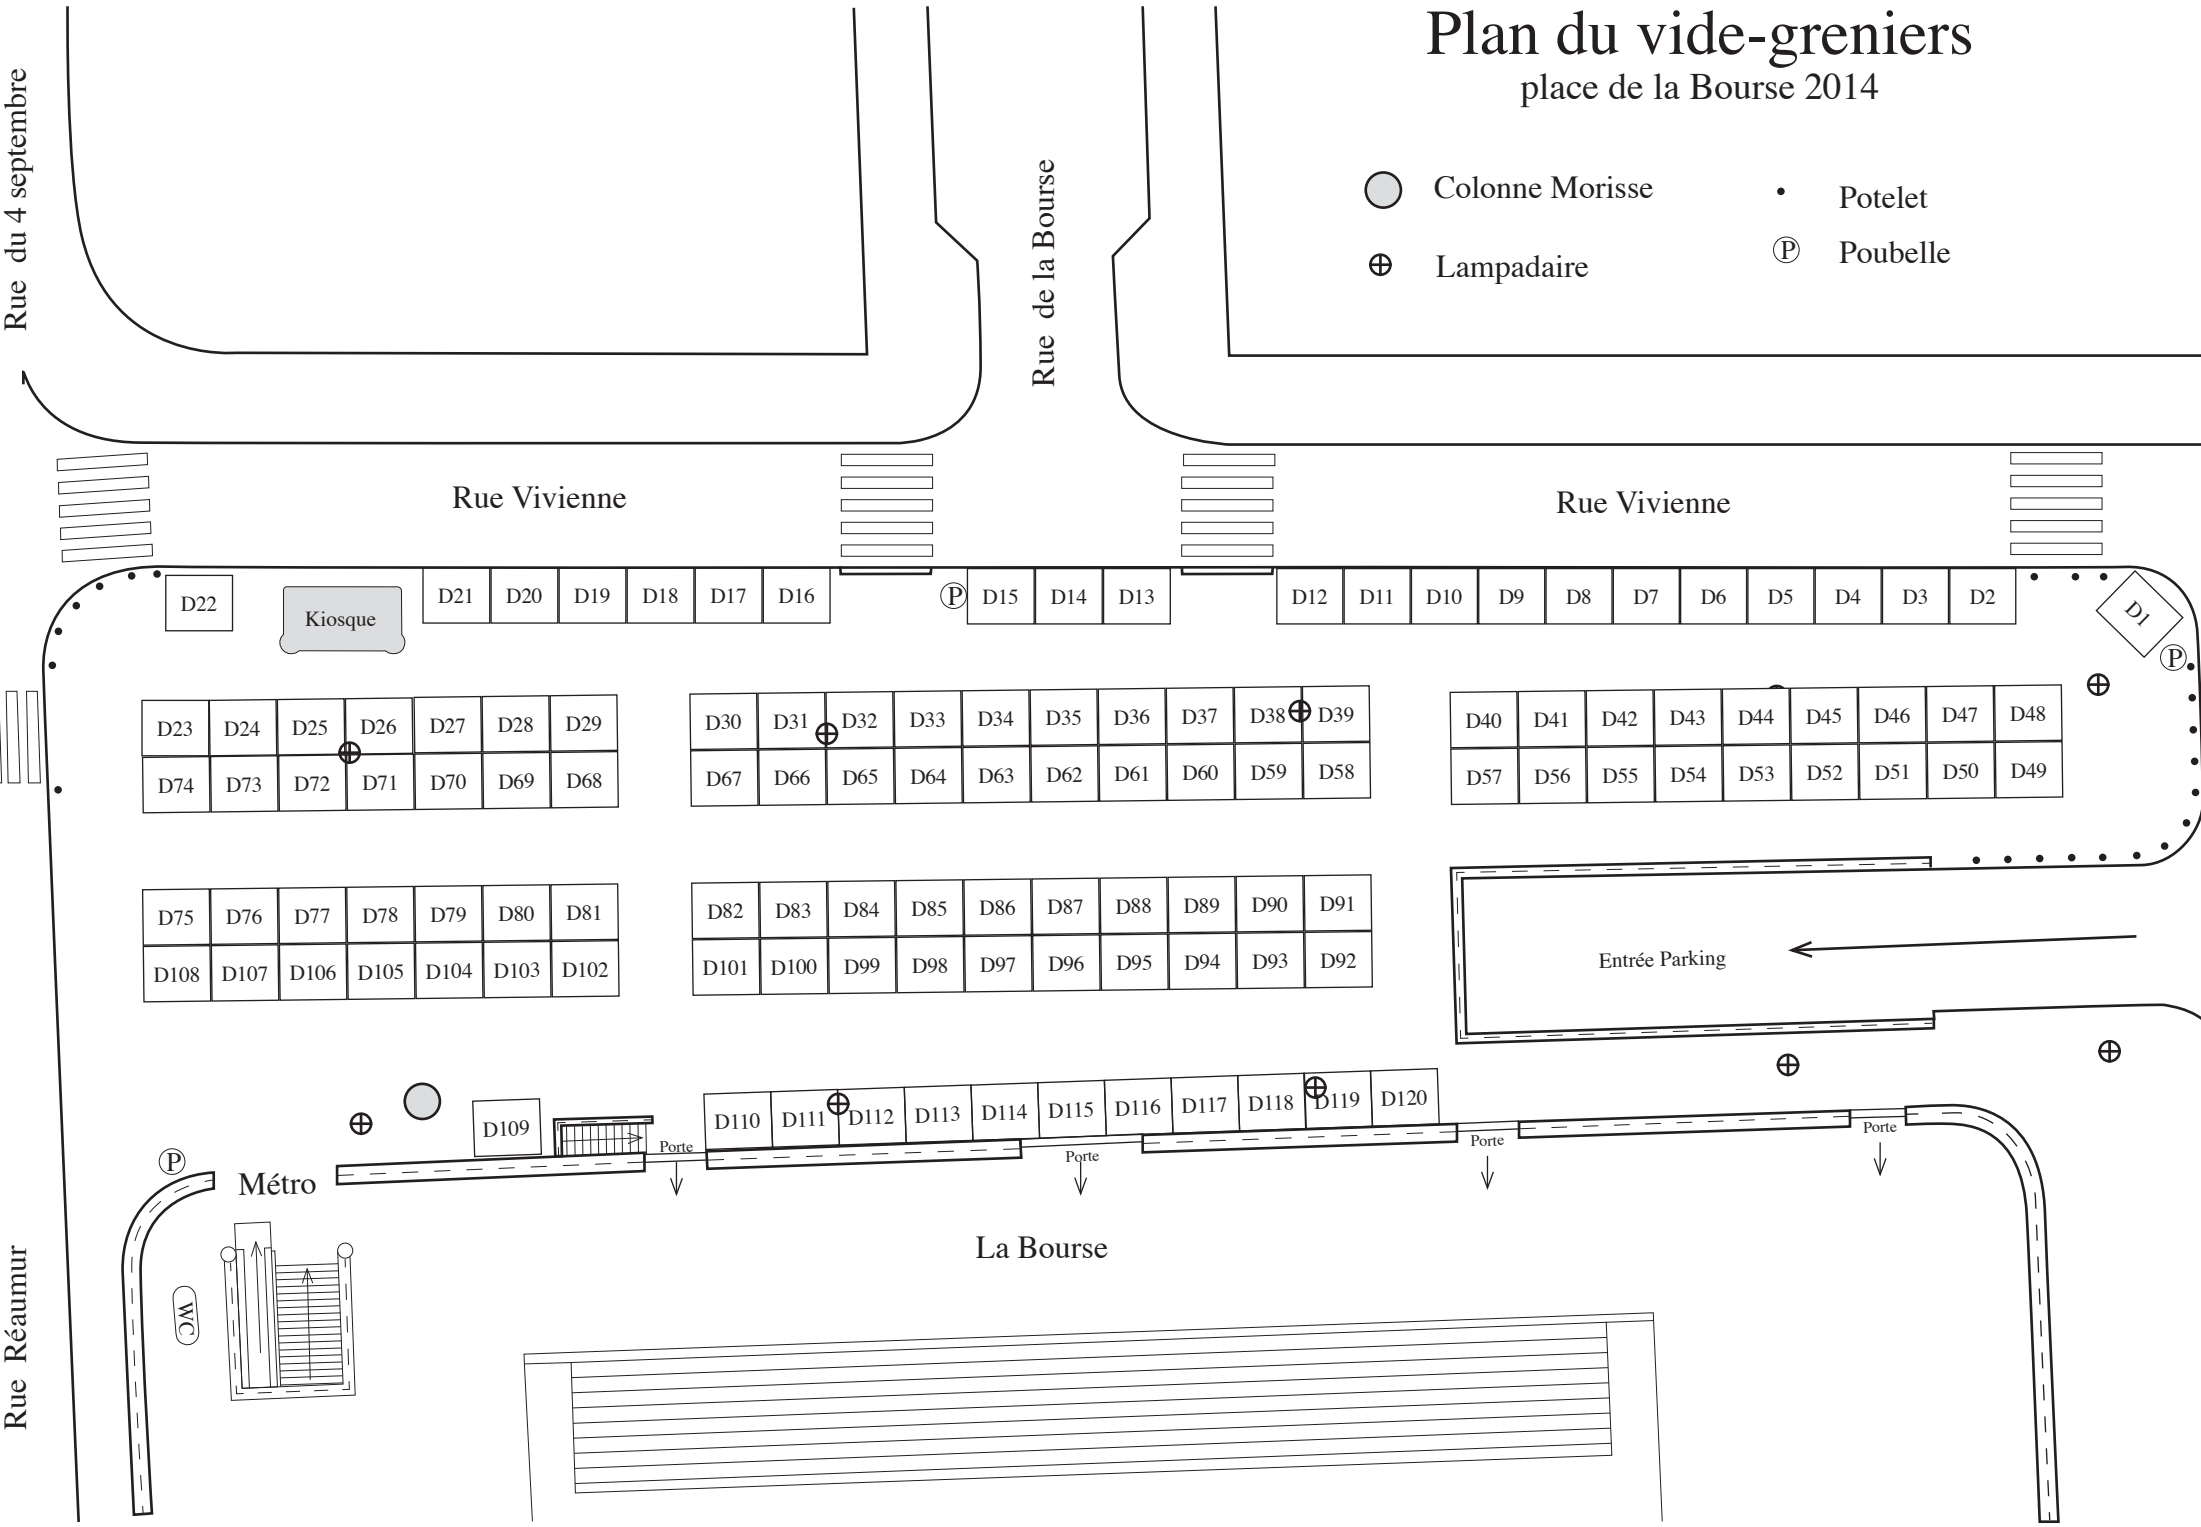 Plan du vide-greniers
place de la Bourse 2014
Colonne Morisse
Potelet
Lampadaire
Ⓟ Poubelle
Rue du 4 septembre
Rue de la Bourse
Rue Vivienne
Rue Vivienne
D22
Kiosque
D21 D20 D19 D18 D17 D16
Ⓟ D15 D14 D13
D12 D11 D10 D9 D8 D7 D6 D5 D4 D3 D2
D1
Ⓟ
D23 D24 D25 D26 D27 D28 D29
D30 D31 D32 D33 D34 D35 D36 D37 D38 D39
D40 D41 D42 D43 D44 D45 D46 D47 D48
D74 D73 D72 D71 D70 D69 D68
D67 D66 D65 D64 D63 D62 D61 D60 D59 D58
D57 D56 D55 D54 D53 D52 D51 D50 D49
D75 D76 D77 D78 D79 D80 D81
D82 D83 D84 D85 D86 D87 D88 D89 D90 D91
D108 D107 D106 D105 D104 D103 D102
D101 D100 D99 D98 D97 D96 D95 D94 D93 D92
Entrée Parking
D109
D110 D111 D112 D113 D114 D115 D116 D117 D118 D119 D120
Porte
Porte
Porte
Porte
Ⓟ
Métro
La Bourse
WC
Rue Réaumur